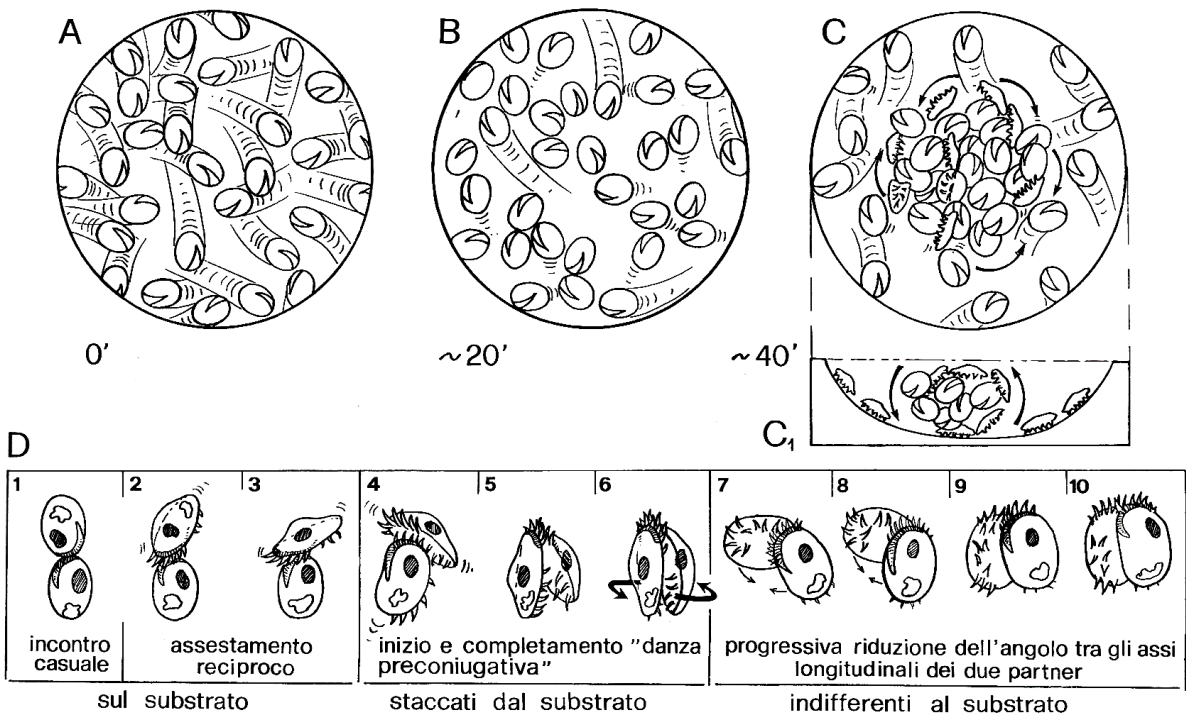 A
B
C
0'
~20'
~40'
C1
D
1 2 3 4 5 6 7 8 9 10
incontro
casuale
assestamento
reciproco
inizio e completamento "danza
preconiugativa"
progressiva riduzione dell'angolo tra gli assi
longitudinali dei due partner
sul substrato
staccati dal substrato
indifferenti al substrato